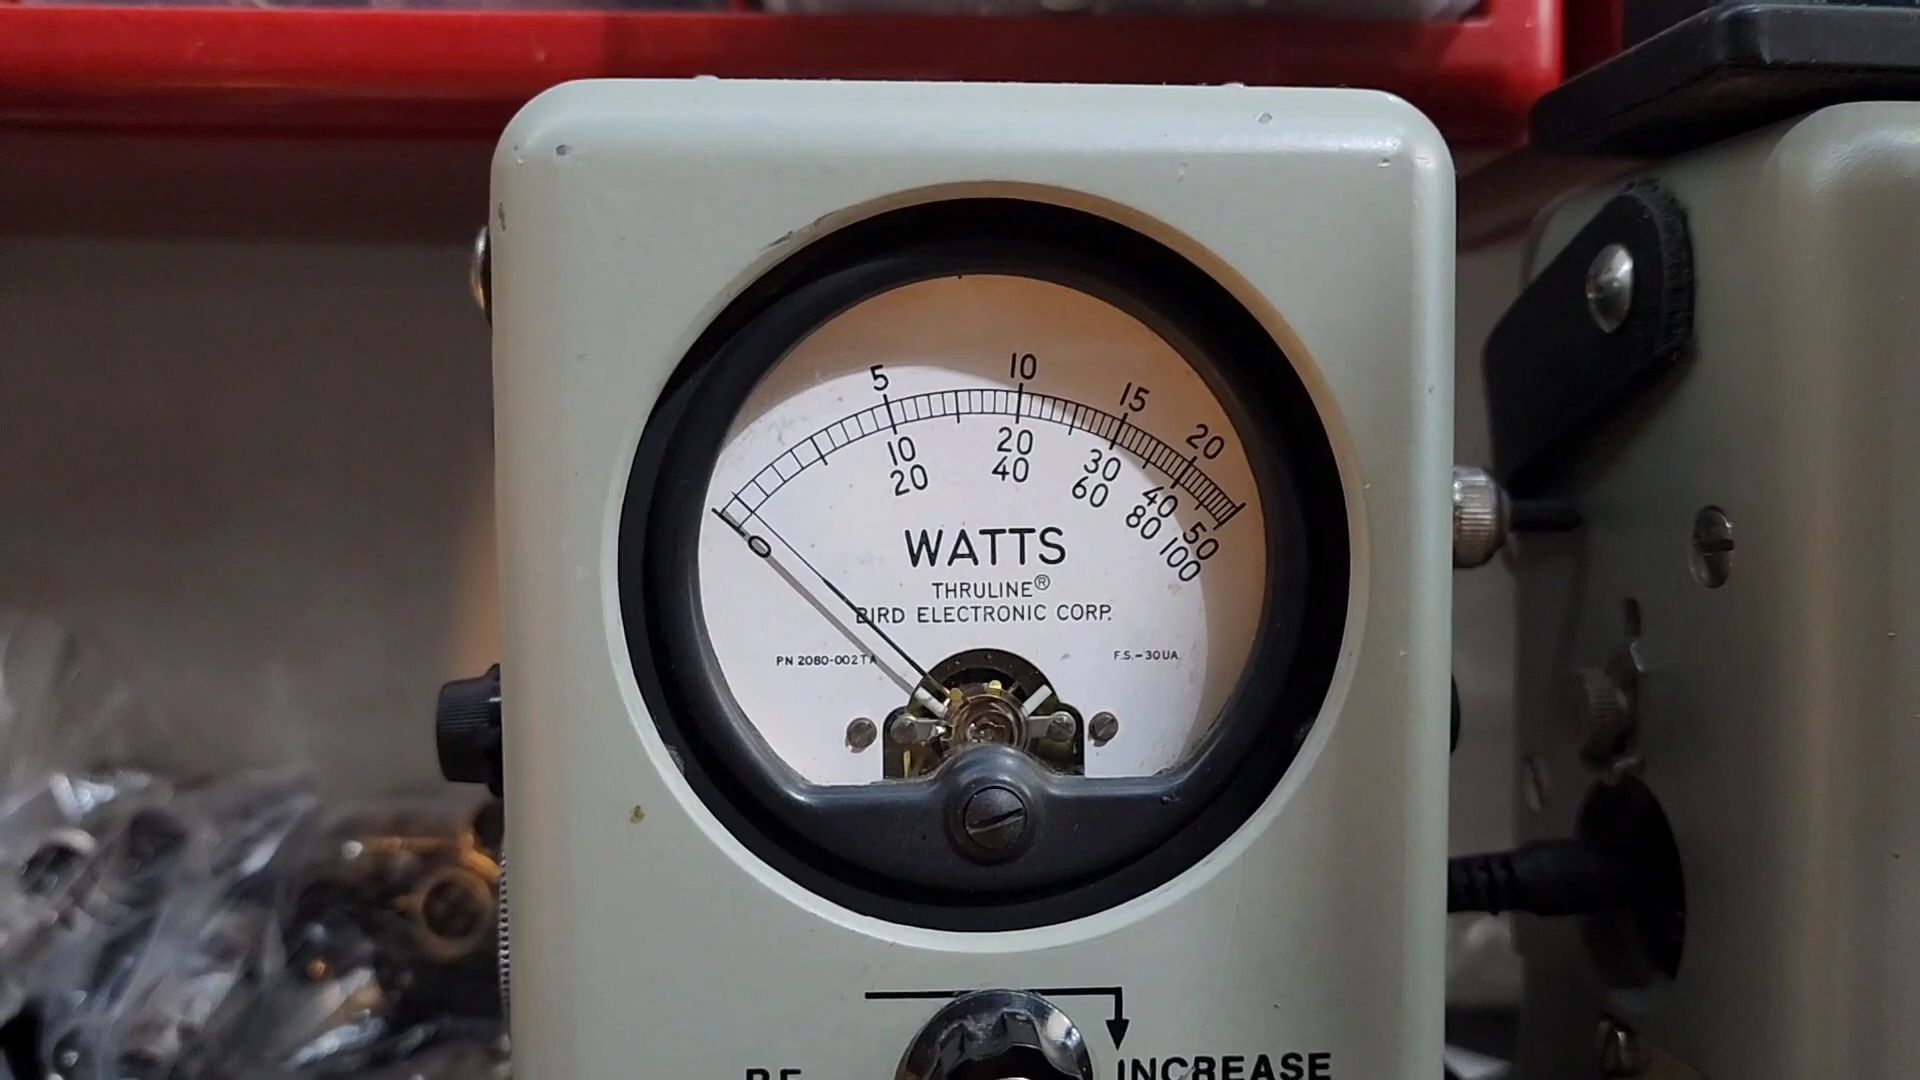 5 10 15 20
0 10 20 30 40 50
20 40 60 80 100
WATTS
THRULINE®
BIRD ELECTRONIC CORP.
PN 2080-002TA F.S.-30UA
INCREASE